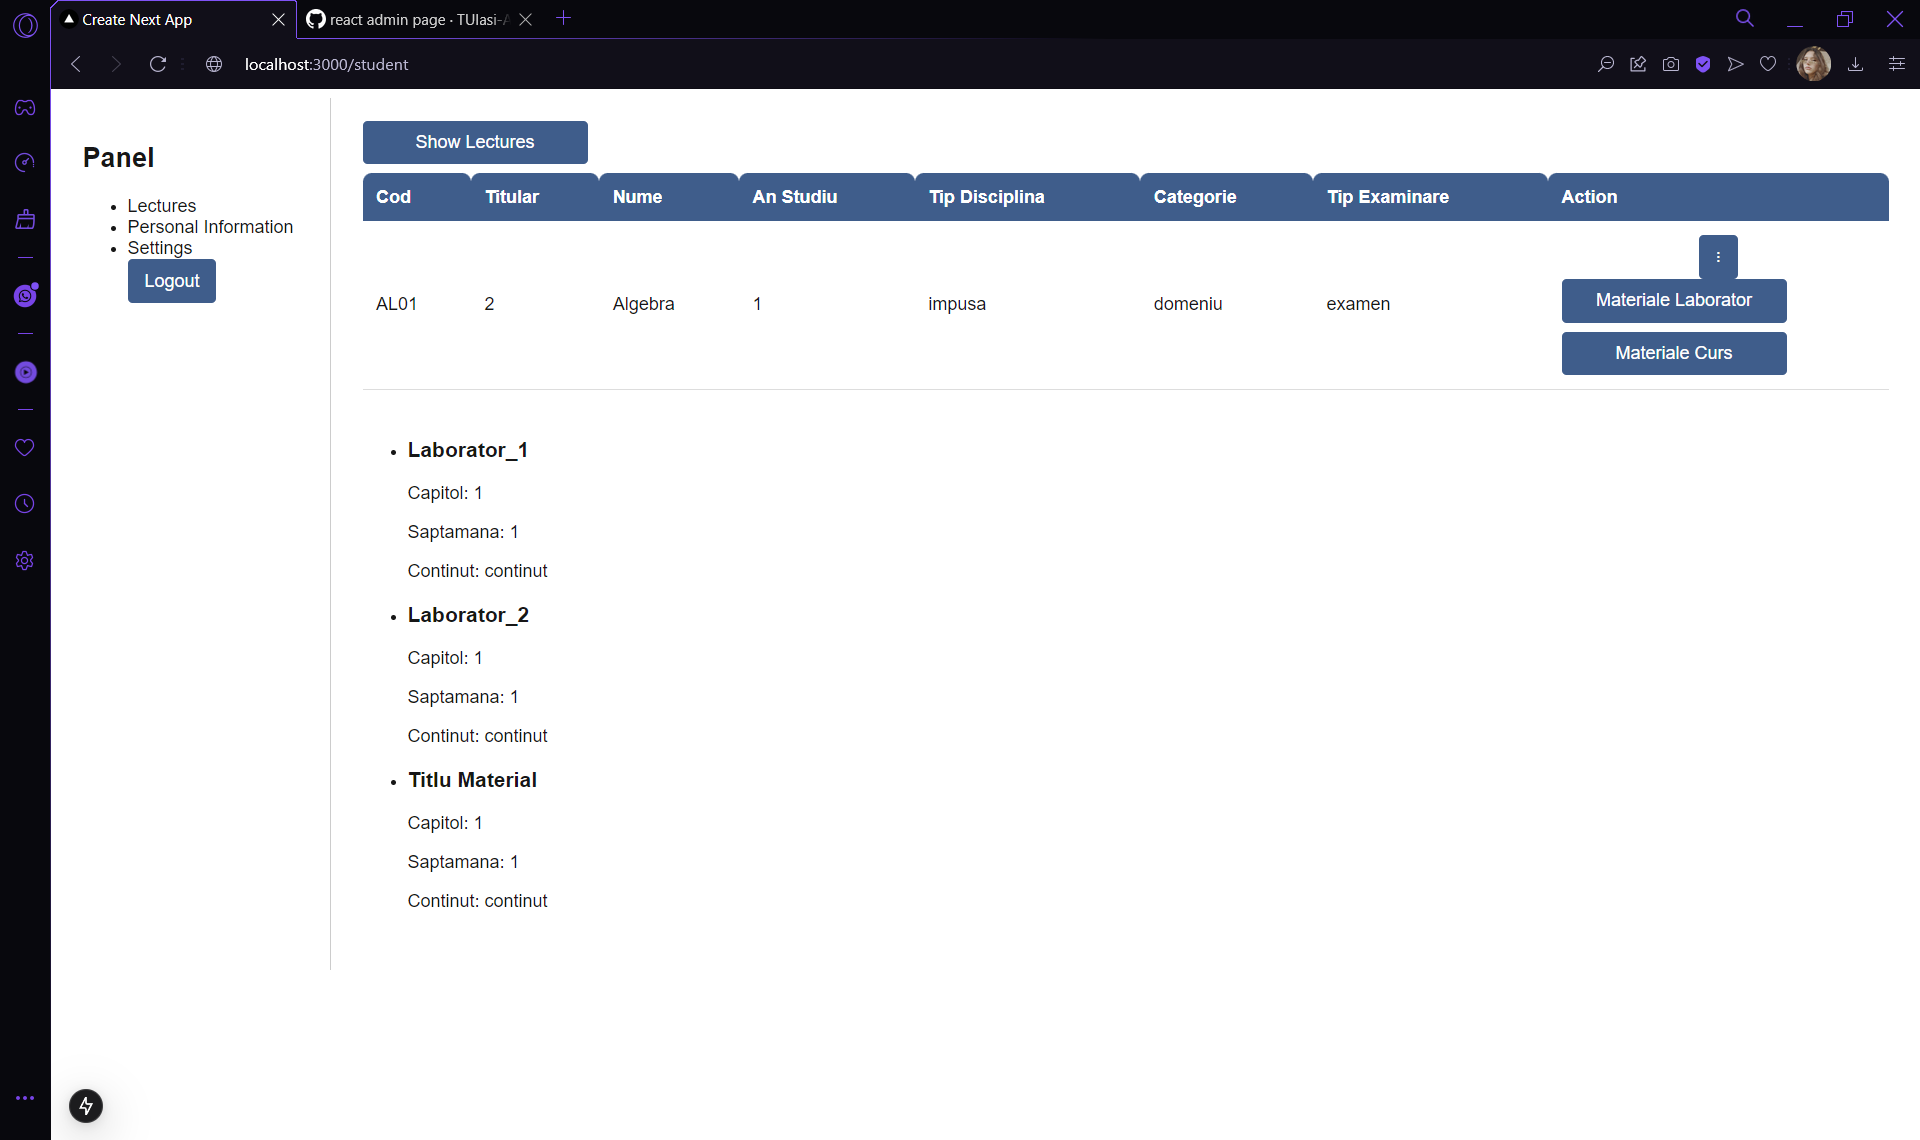 Create Next App
react admin page · TUIasi-A
localhost:3000/student
Panel
Lectures
Personal Information
Settings
Logout
Show Lectures
Cod Titular Nume An Studiu Tip Disciplina Categorie Tip Examinare Action
AL01 2 Algebra 1 impusa domeniu examen
Materiale Laborator
Materiale Curs
Laborator_1
Capitol: 1
Saptamana: 1
Continut: continut
Laborator_2
Capitol: 1
Saptamana: 1
Continut: continut
Titlu Material
Capitol: 1
Saptamana: 1
Continut: continut